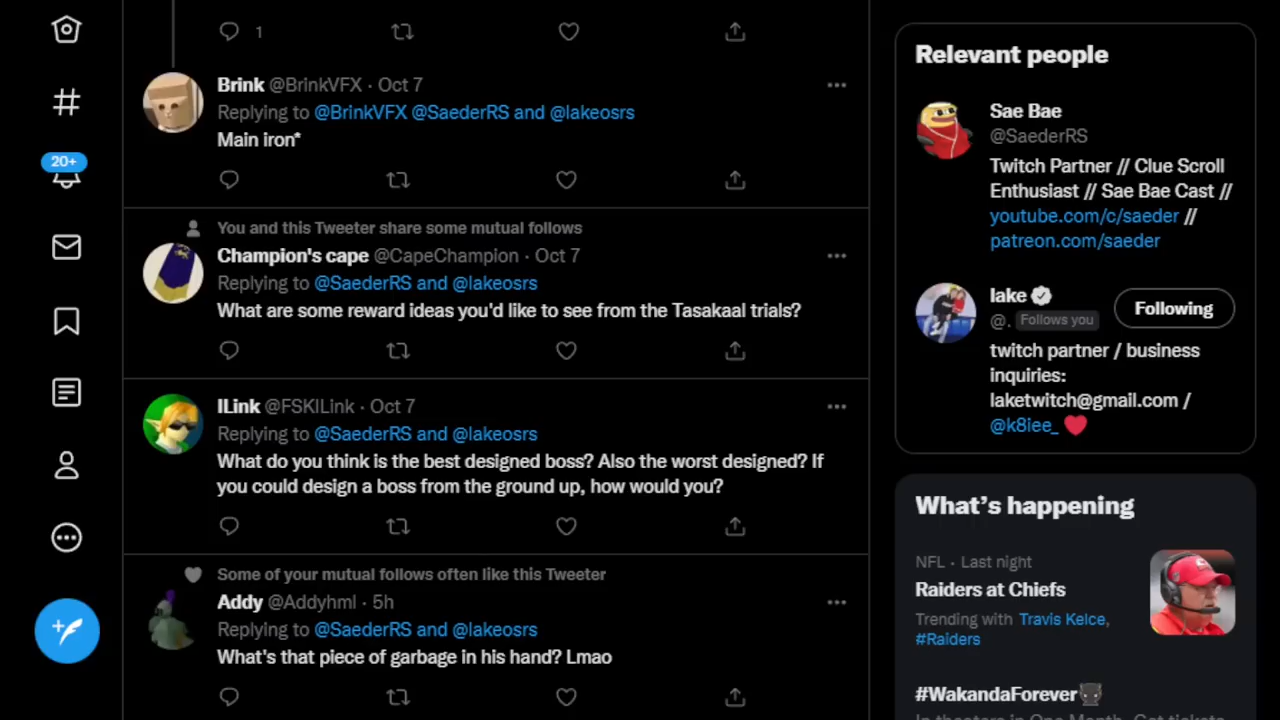 1
Brink @BrinkVFX · Oct 7
Replying to @BrinkVFX @SaederRS and @lakeosrs
Main iron*
You and this Tweeter share some mutual follows
Champion's cape @CapeChampion · Oct 7
Replying to @SaederRS and @lakeosrs
What are some reward ideas you'd like to see from the Tasakaal trials?
ILink @FSKILink · Oct 7
Replying to @SaederRS and @lakeosrs
What do you think is the best designed boss? Also the worst designed? If
you could design a boss from the ground up, how would you?
Some of your mutual follows often like this Tweeter
Addy @Addyhml · 5h
Replying to @SaederRS and @lakeosrs
What's that piece of garbage in his hand? Lmao
20+
Relevant people
Sae Bae
@SaederRS
Twitch Partner // Clue Scroll
Enthusiast // Sae Bae Cast //
youtube.com/c/saeder //
patreon.com/saeder
lake
@. Follows you
Following
twitch partner / business
inquiries:
laketwitch@gmail.com /
@k8iee_ ❤️
What's happening
NFL · Last night
Raiders at Chiefs
Trending with Travis Kelce,
#Raiders
#WakandaForever
In theaters in One Month. Get tickets